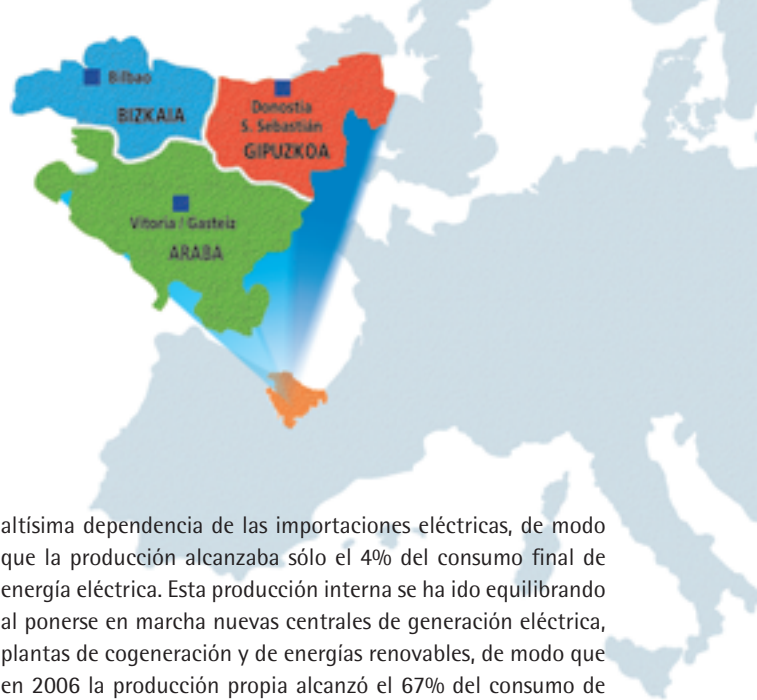 Bilbao
BIZKAIA
Donostia
S. Sebastián
GIPUZKOA
Vitoria / Gasteiz
ARABA
altísima dependencia de las importaciones eléctricas, de modo
que la producción alcanzaba sólo el 4% del consumo final de
energía eléctrica. Esta producción interna se ha ido equilibrando
al ponerse en marcha nuevas centrales de generación eléctrica,
plantas de cogeneración y de energías renovables, de modo que
en 2006 la producción propia alcanzó el 67% del consumo de